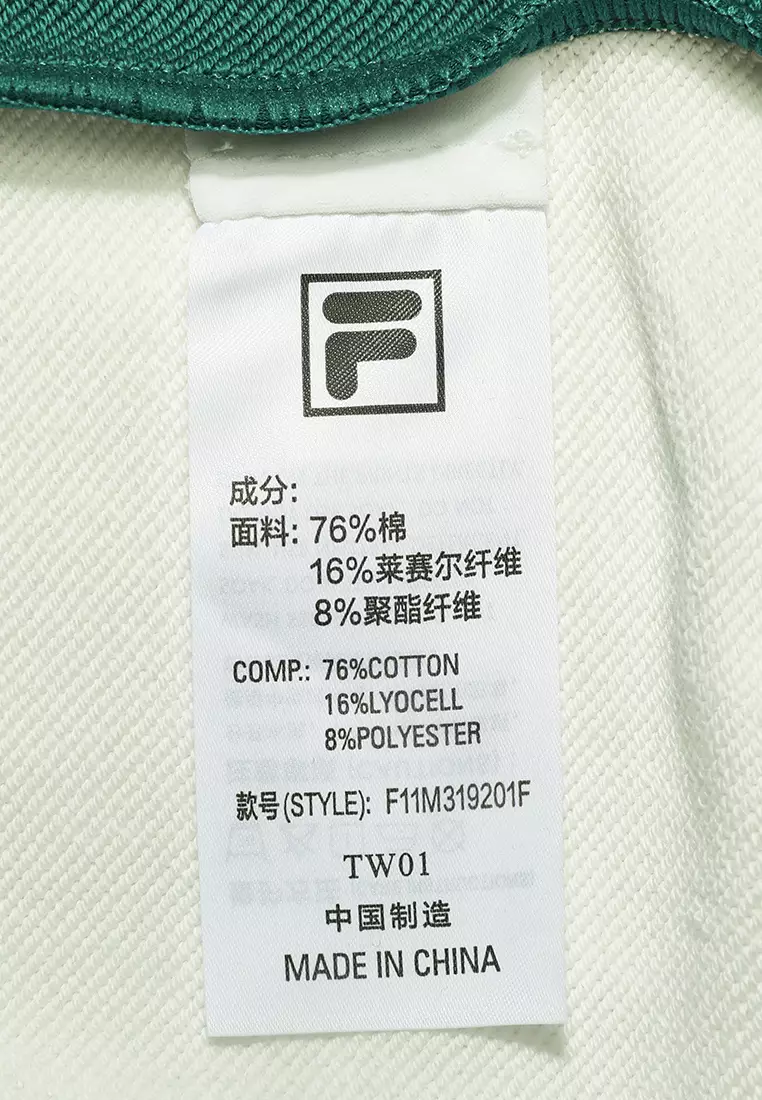 F
成分:
面料: 76%棉
16%莱赛尔纤维
8%聚酯纤维
COMP.: 76%COTTON
16%LYOCELL
8%POLYESTER
款号(STYLE): F11M319201F
TW01
中国制造
MADE IN CHINA